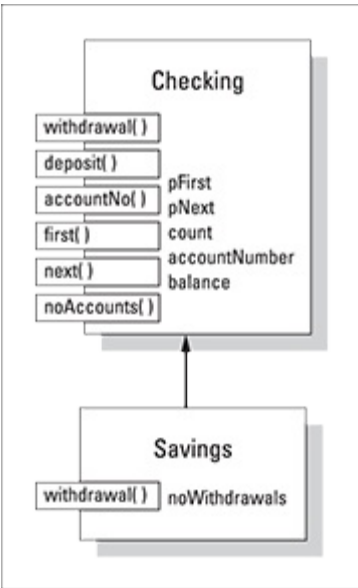 Checking
withdrawal( )
deposit( )
accountNo( )
first( )
next( )
noAccounts( )
pFirst
pNext
count
accountNumber
balance
Savings
withdrawal( )
noWithdrawals